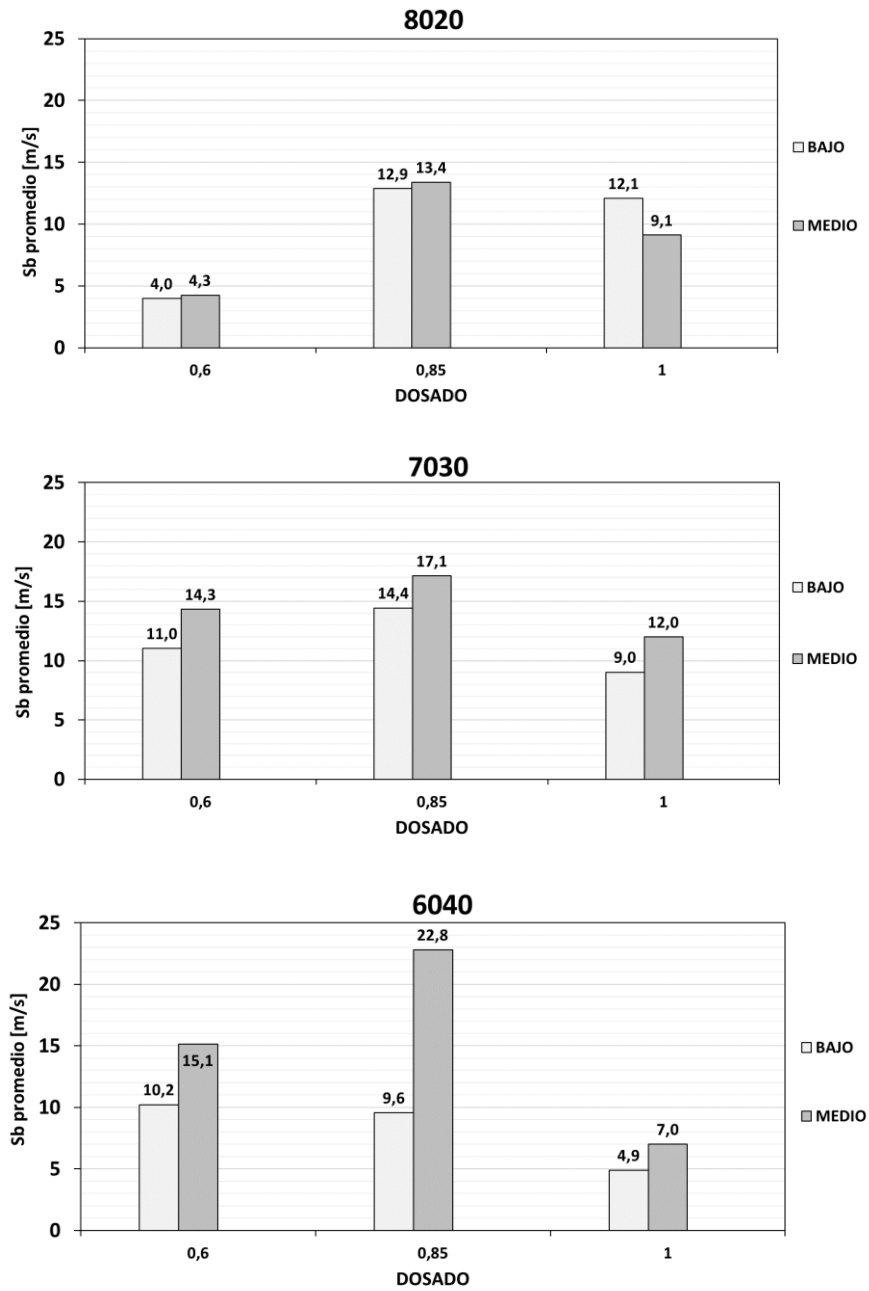 8020
25
20
15
10
5
0
Sb promedio [m/s]
4,0 4,3
12,9 13,4
12,1 9,1
BAJO
MEDIO
0,6 0,85 1
DOSADO
7030
25
20
15
10
5
0
Sb promedio [m/s]
11,0 14,3
14,4 17,1
9,0 12,0
BAJO
MEDIO
0,6 0,85 1
DOSADO
6040
25
20
15
10
5
0
Sb promedio [m/s]
10,2 15,1
9,6 22,8
4,9 7,0
BAJO
MEDIO
0,6 0,85 1
DOSADO